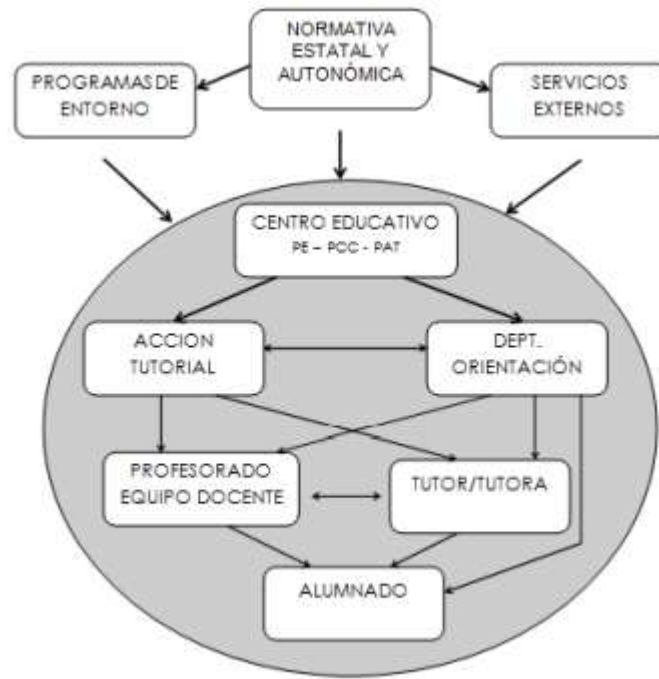 NORMATIVA
ESTATAL Y
AUTONÓMICA
PROGRAMAS DE
ENTORNO
SERVICIOS
EXTERNOS
CENTRO EDUCATIVO
PE – PCC - PAT
ACCION
TUTORIAL
DEPT.
ORIENTACIÓN
PROFESORADO
EQUIPO DOCENTE
TUTOR/TUTORA
ALUMNADO